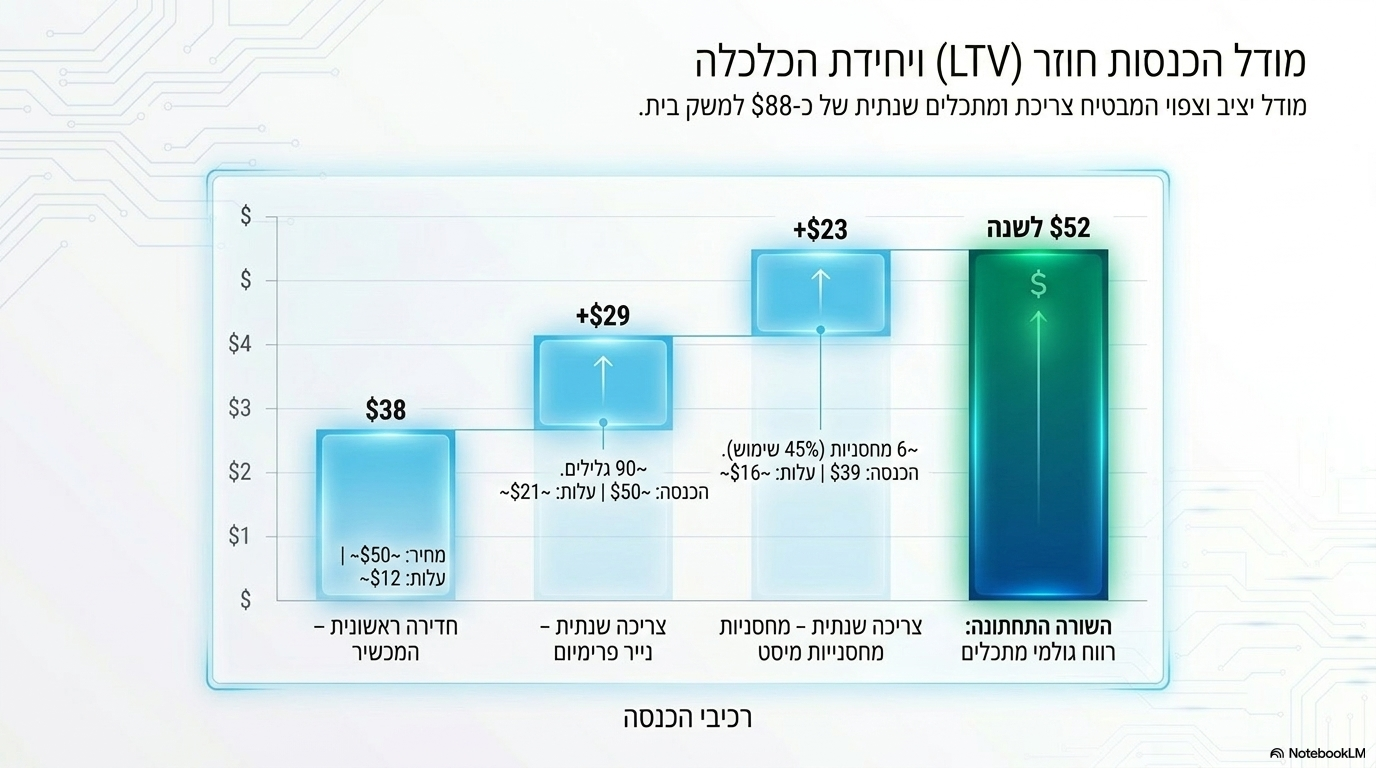 מודל הכנסות חוזר (LTV) ויחידת הכלכלה
מודל יציב וצפוי המבטיח צריכת ומתכלים שנתית של כ-$88 למשק בית.
$
$
$4
$3
$2
$1
$
$38
מחיר: ~$50~ |
עלות: $12~
+$29
~90 גלילים.
הכנסה: ~$50 | עלות: ~$21~
+$23
~6 מחסניות (45% שימוש).
הכנסה: $39 | עלות: ~$16~
$52 לשנה
$
חדירה ראשונית –
המכשיר
צריכה שנתית –
נייר פרימיום
צריכה שנתית – מחסניות
מחסנייות מיסט
השורה התחתונה:
רווח גולמי מתכלים
רכיבי הכנסה
NotebookLM